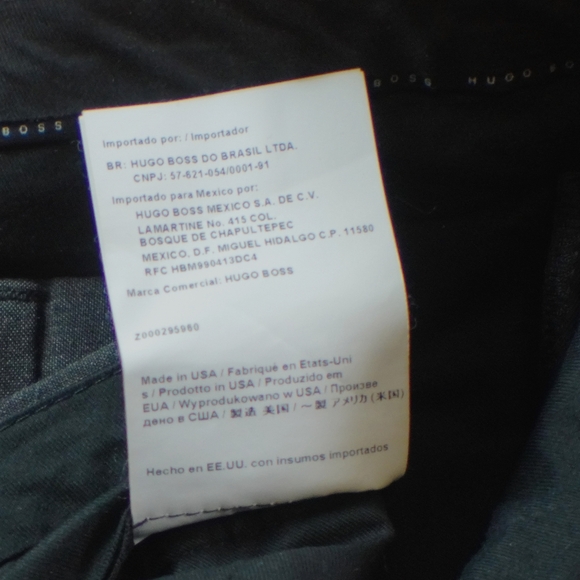 BOSS
BOSS HUGO BO
Importado por: / Importador
BR: HUGO BOSS DO BRASIL LTDA.
CNPJ: 57-621-054/0001-91
Importado para Mexico por:
HUGO BOSS MEXICO S.A. DE C.V.
LAMARTINE No. 415 COL.
BOSQUE DE CHAPULTEPEC
MEXICO, D.F. MIGUEL HIDALGO C.P. 11580
RFC HBM990413DC4
Marca Comercial: HUGO BOSS
Z000295980
Made in USA / Fabriqué en Etats-Uni
s / Prodotto in USA / Produzido em
EUA / Wyprodukowano w USA / Произве
дено в США / 製造 美国 / 製 アメリカ (米国)
Hecho en EE.UU. con insumos importados